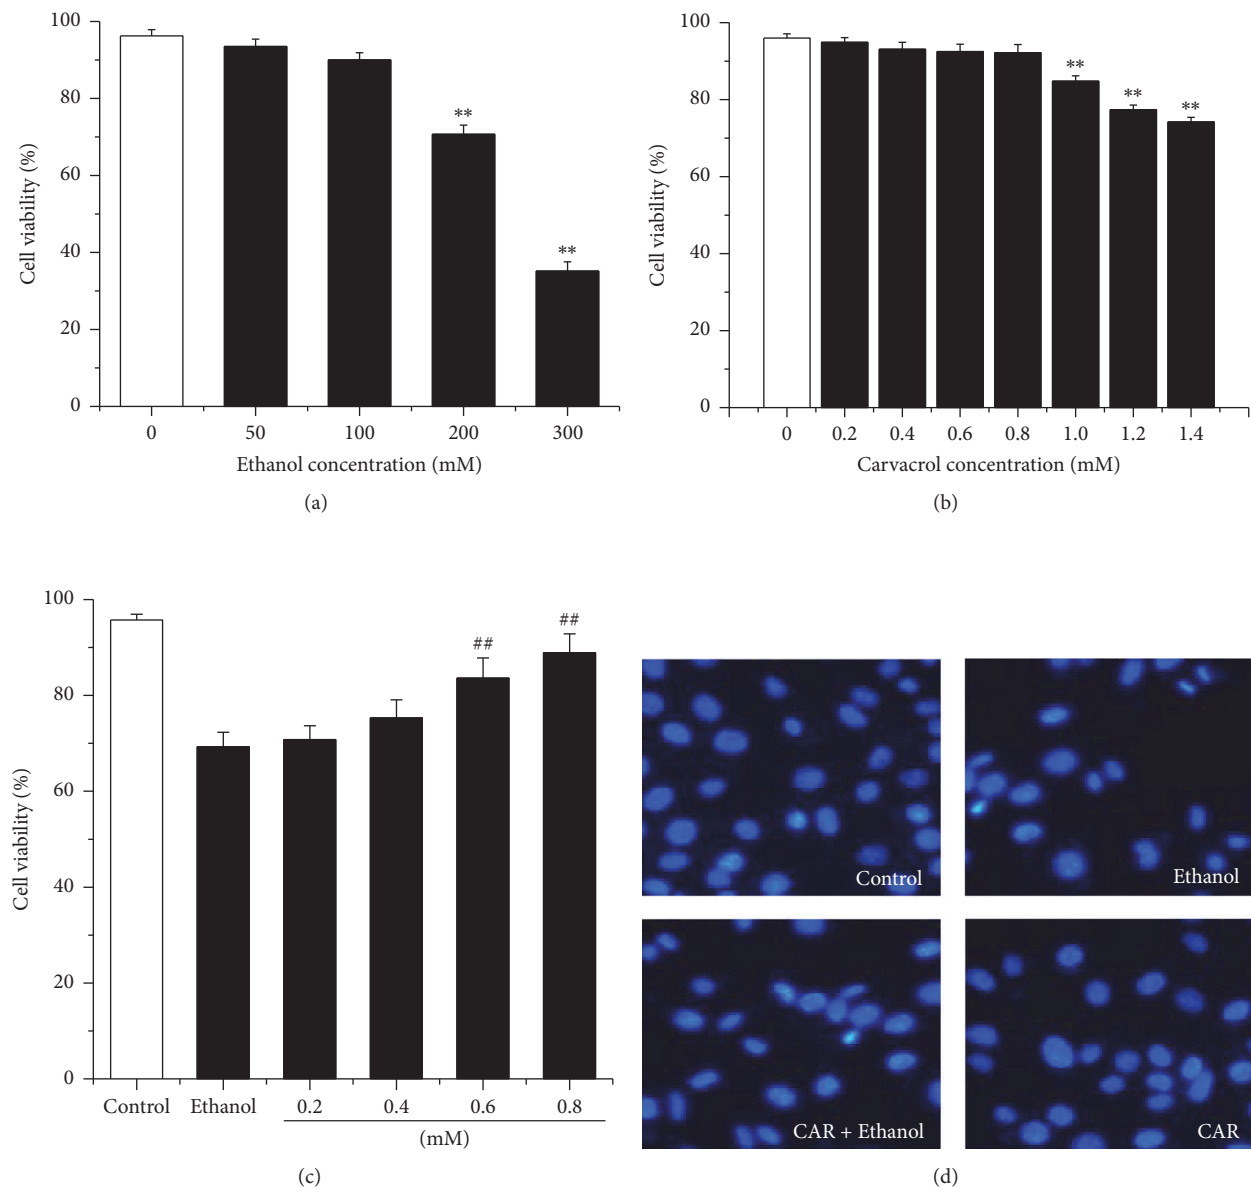 100
80
60
40
20
0
Cell viability (%)
**
**
0 50 100 200 300
Ethanol concentration (mM)
(a)
100
80
60
40
20
0
Cell viability (%)
**
**
**
0 0.2 0.4 0.6 0.8 1.0 1.2 1.4
Carvacrol concentration (mM)
(b)
100
80
60
40
20
0
Cell viability (%)
##
##
Control Ethanol 0.2 0.4 0.6 0.8
(mM)
(c)
Control
Ethanol
CAR + Ethanol
CAR
(d)